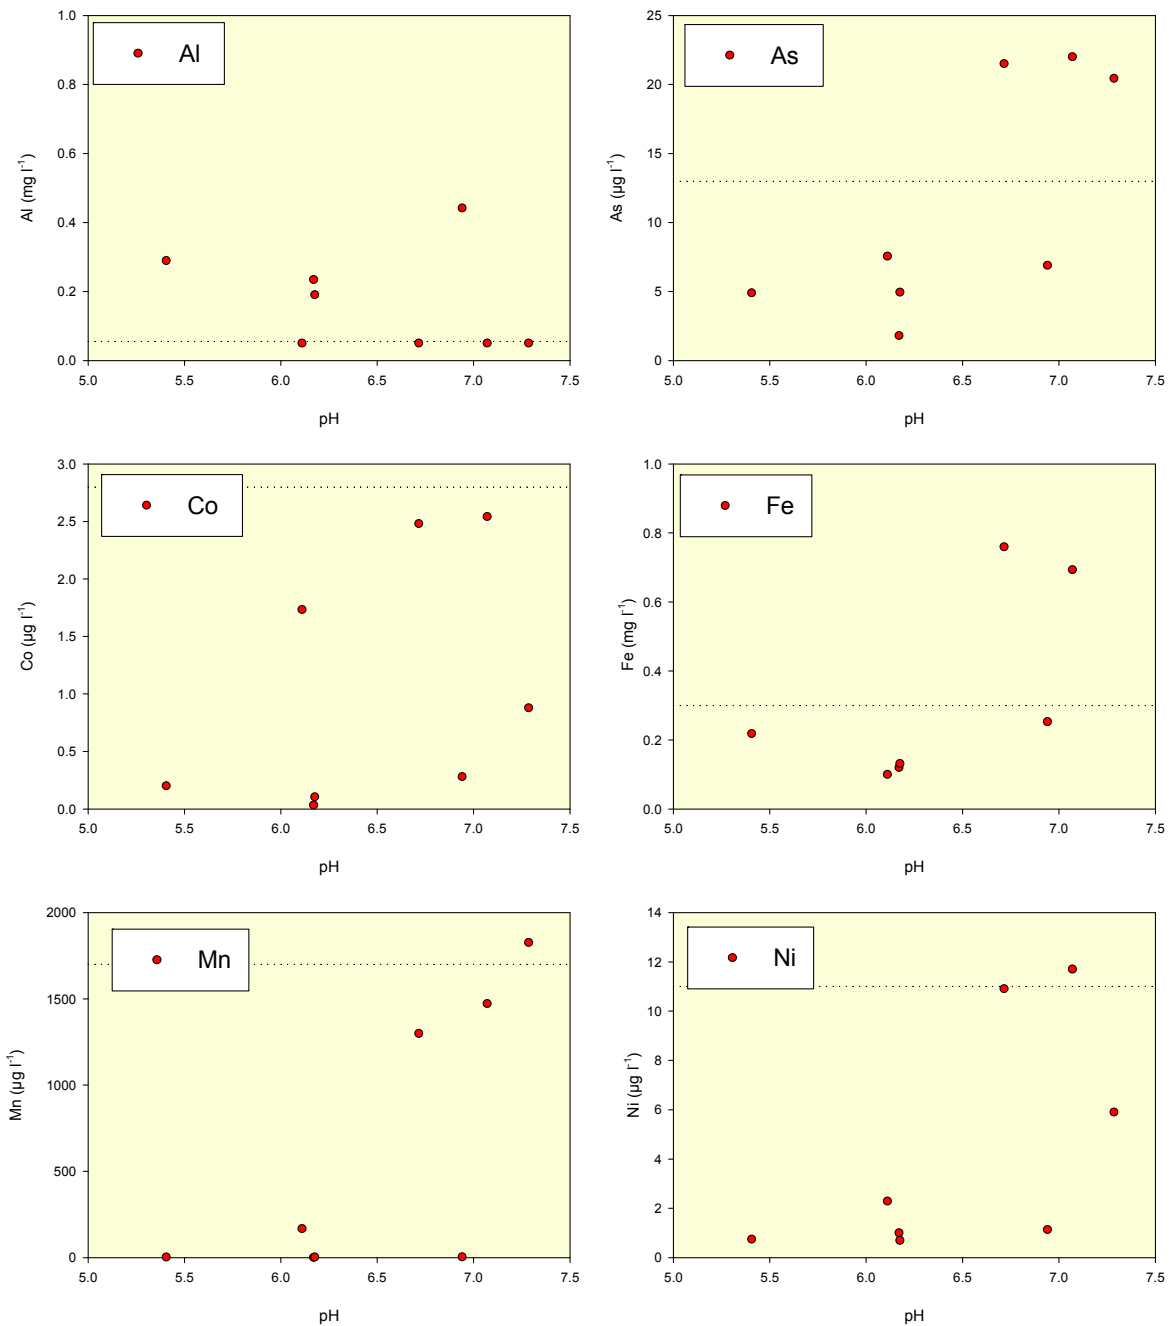 Al
Al (mg l⁻¹)
1.0
0.8
0.6
0.4
0.2
0.0
5.0 5.5 6.0 6.5 7.0 7.5
pH
As
As (µg l⁻¹)
25
20
15
10
5
0
5.0 5.5 6.0 6.5 7.0 7.5
pH
Co
Co (µg l⁻¹)
3.0
2.5
2.0
1.5
1.0
0.5
0.0
5.0 5.5 6.0 6.5 7.0 7.5
pH
Fe
Fe (mg l⁻¹)
1.0
0.8
0.6
0.4
0.2
0.0
5.0 5.5 6.0 6.5 7.0 7.5
pH
Mn
Mn (µg l⁻¹)
2000
1500
1000
500
0
5.0 5.5 6.0 6.5 7.0 7.5
pH
Ni
Ni (µg l⁻¹)
14
12
10
8
6
4
2
0
5.0 5.5 6.0 6.5 7.0 7.5
pH